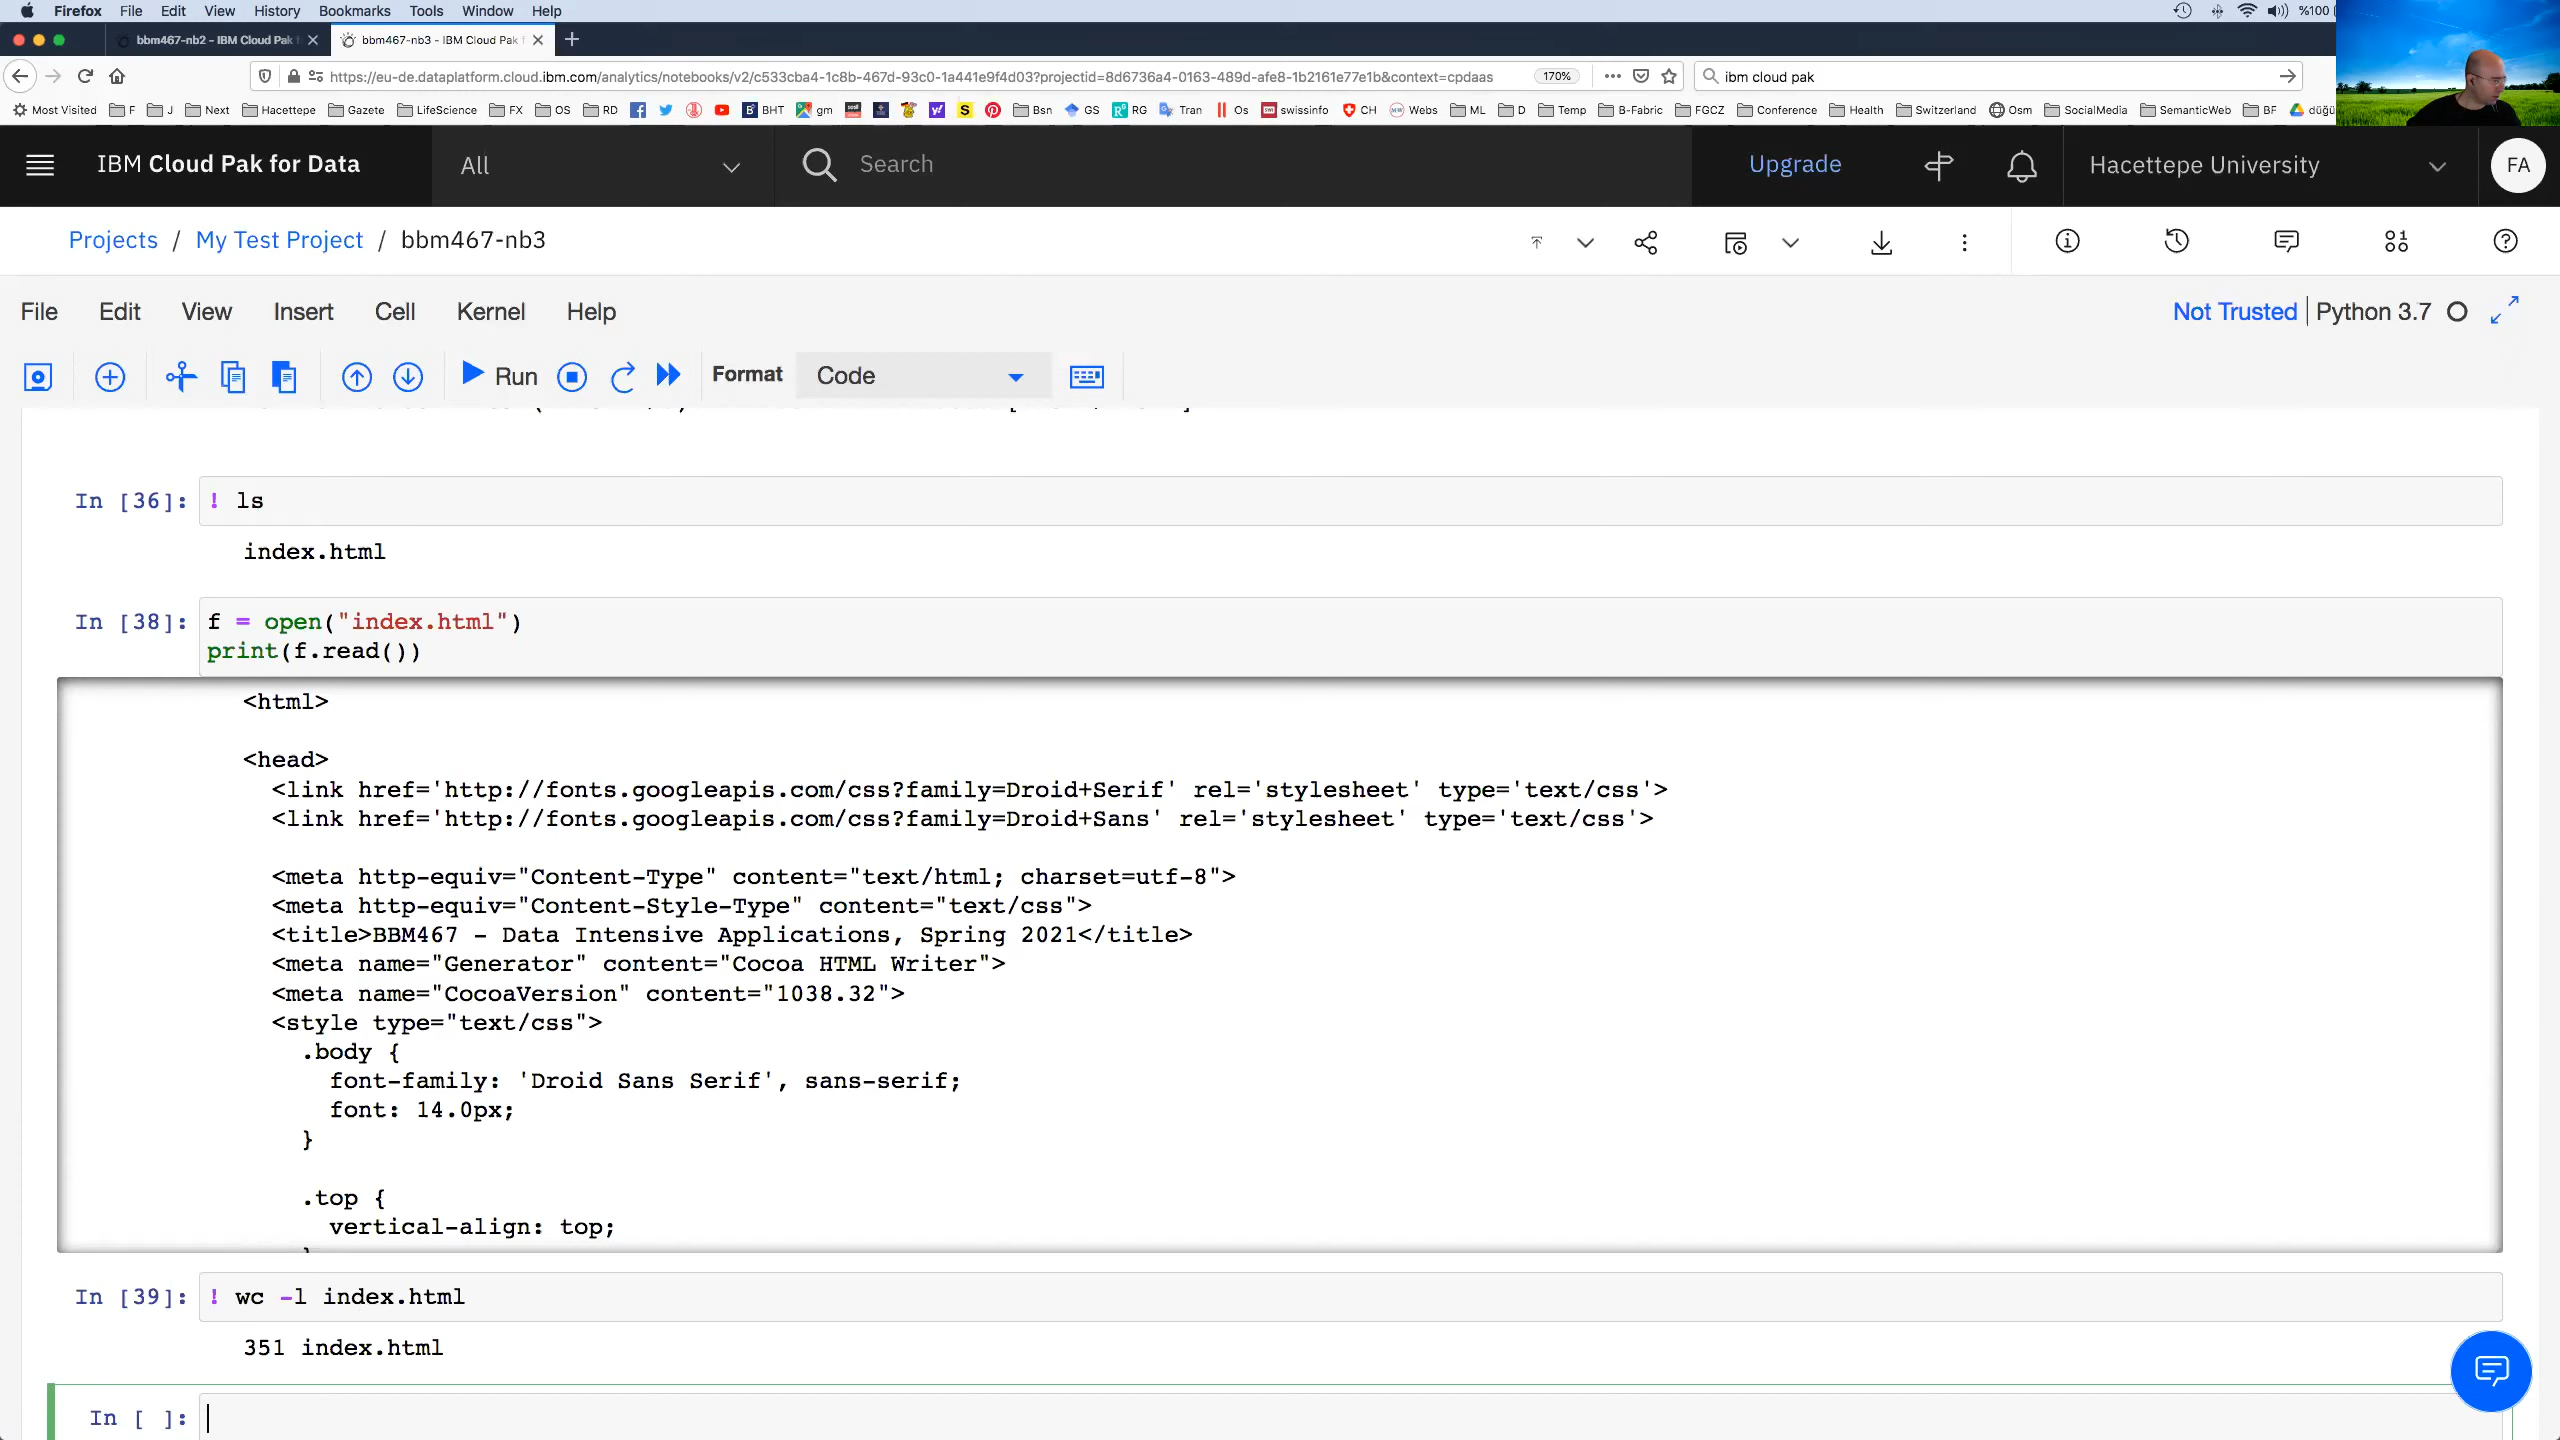 Firefox File Edit View History Bookmarks Tools Window Help %100
bbm467-nb2 - IBM Cloud Pak bbm467-nb3 - IBM Cloud Pak
https://eu-de.dataplatform.cloud.ibm.com/analytics/notebooks/v2/c533cba4-1c8b-467d-93c0-1a441e9f4d03?projectid=8d6736a4-0163-489d-afe8-1b2161e77e1b&context=cpdaas 170% ibm cloud pak
Most Visited F J Next Hacettepe Gazete LifeScience FX OS RD BHT gm Bsn GS RG Tran Os swissinfo CH Webs ML D Temp B-Fabric FGCZ Conference Health Switzerland Osm SocialMedia SemanticWeb BF düğü
IBM Cloud Pak for Data All Search Upgrade Hacettepe University FA
Projects / My Test Project / bbm467-nb3
File Edit View Insert Cell Kernel Help Not Trusted Python 3.7
Run Format Code
In [36]: ! ls
index.html
In [38]: f = open("index.html")
print(f.read())
<html>
<head>
<link href='http://fonts.googleapis.com/css?family=Droid+Serif' rel='stylesheet' type='text/css'>
<link href='http://fonts.googleapis.com/css?family=Droid+Sans' rel='stylesheet' type='text/css'>
<meta http-equiv="Content-Type" content="text/html; charset=utf-8">
<meta http-equiv="Content-Style-Type" content="text/css">
<title>BBM467 - Data Intensive Applications, Spring 2021</title>
<meta name="Generator" content="Cocoa HTML Writer">
<meta name="CocoaVersion" content="1038.32">
<style type="text/css">
.body {
font-family: 'Droid Sans Serif', sans-serif;
font: 14.0px;
}
.top {
vertical-align: top;
In [39]: ! wc -l index.html
351 index.html
In [ ]: